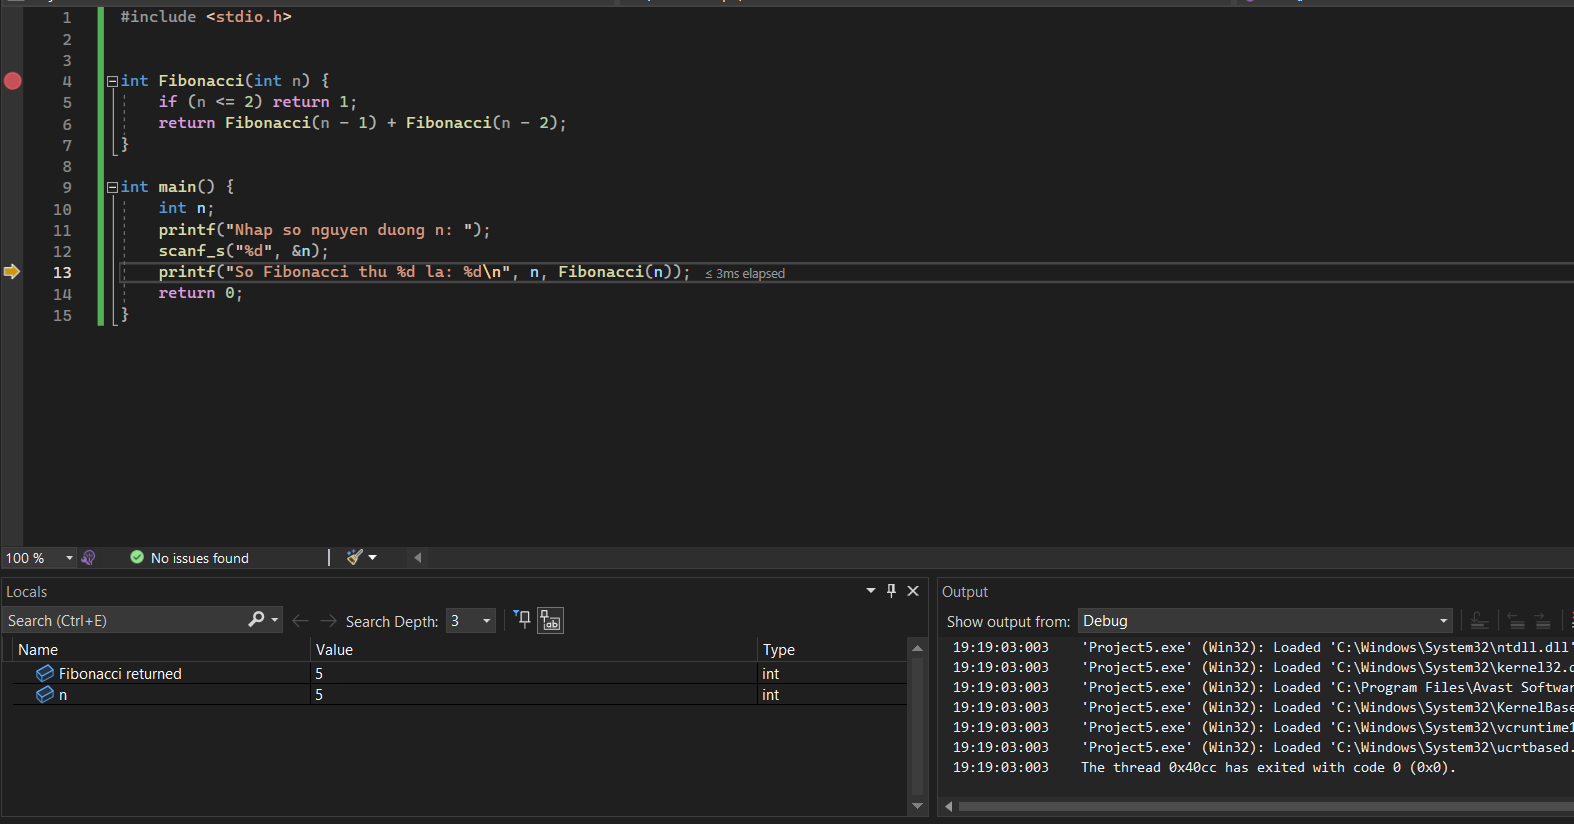 1 #include <stdio.h>
2
3
4 int Fibonacci(int n) {
5 if (n <= 2) return 1;
6 return Fibonacci(n - 1) + Fibonacci(n - 2);
7 }
8
9 int main() {
10 int n;
11 printf("Nhap so nguyen duong n: ");
12 scanf_s("%d", &n);
13 printf("So Fibonacci thu %d la: %d\n", n, Fibonacci(n)); ≤ 3ms elapsed
14 return 0;
15 }
100 % No issues found
Locals
Search (Ctrl+E) Search Depth: 3
Name Value Type
Fibonacci returned 5 int
n 5 int
Output
Show output from: Debug
19:19:03:003 'Project5.exe' (Win32): Loaded 'C:\Windows\System32\ntdll.dll'
19:19:03:003 'Project5.exe' (Win32): Loaded 'C:\Windows\System32\kernel32.
19:19:03:003 'Project5.exe' (Win32): Loaded 'C:\Program Files\Avast Softwar
19:19:03:003 'Project5.exe' (Win32): Loaded 'C:\Windows\System32\KernelBase
19:19:03:003 'Project5.exe' (Win32): Loaded 'C:\Windows\System32\vcruntime1
19:19:03:003 'Project5.exe' (Win32): Loaded 'C:\Windows\System32\ucrtbased.
19:19:03:003 The thread 0x40cc has exited with code 0 (0x0).